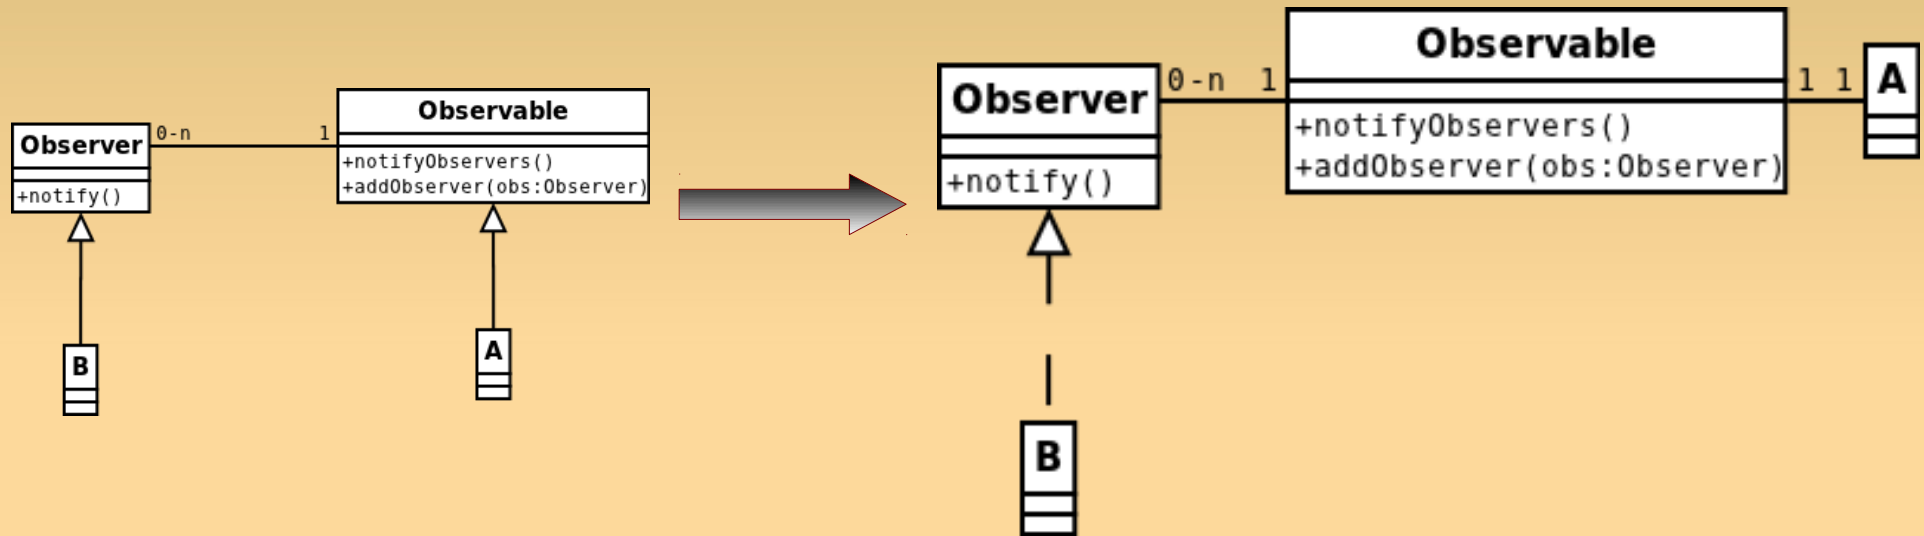 Observer
+notify()
0-n
1
Observable
+notifyObservers()
+addObserver(obs:Observer)
B
A
Observer
+notify()
0-n
1
Observable
+notifyObservers()
+addObserver(obs:Observer)
1 1
A
B